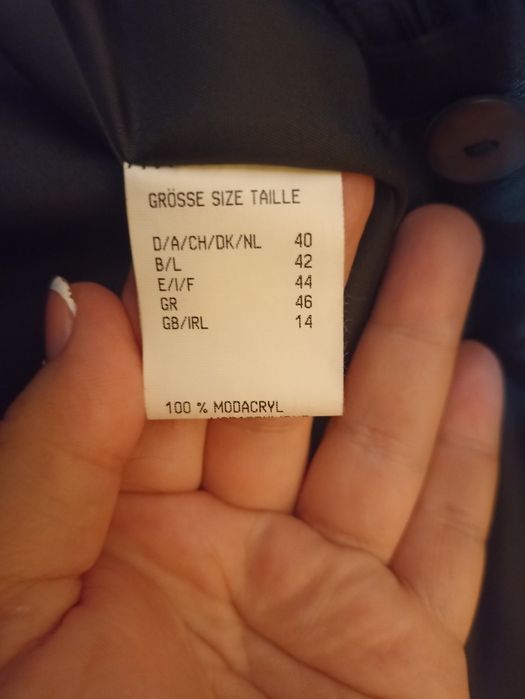 GRÖSSE SIZE TAILLE
D/A/CH/DK/NL 40
B/L 42
E/I/F 44
GR 46
GB/IRL 14
100 % MODACRYL